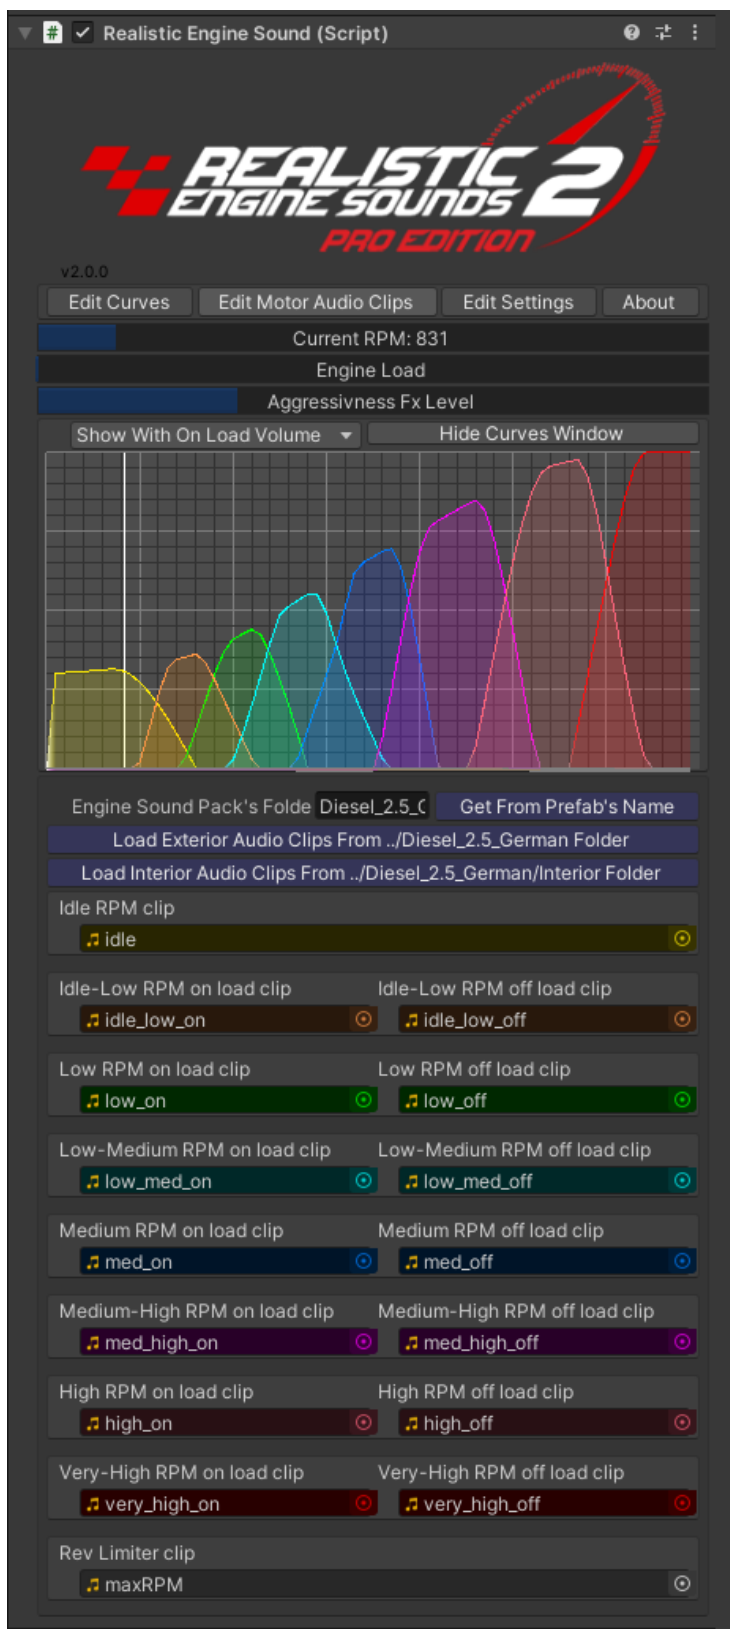 Realistic Engine Sound (Script)
REALISTIC 2
ENGINE SOUNDS
PRO EDITION
v2.0.0
Edit Curves Edit Motor Audio Clips Edit Settings About
Current RPM: 831
Engine Load
Aggressivness Fx Level
Show With On Load Volume Hide Curves Window
Engine Sound Pack's Folde Diesel_2.5_G Get From Prefab's Name
Load Exterior Audio Clips From ../Diesel_2.5_German Folder
Load Interior Audio Clips From ../Diesel_2.5_German/Interior Folder
Idle RPM clip
idle
Idle-Low RPM on load clip Idle-Low RPM off load clip
idle_low_on idle_low_off
Low RPM on load clip Low RPM off load clip
low_on low_off
Low-Medium RPM on load clip Low-Medium RPM off load clip
low_med_on low_med_off
Medium RPM on load clip Medium RPM off load clip
med_on med_off
Medium-High RPM on load clip Medium-High RPM off load clip
med_high_on med_high_off
High RPM on load clip High RPM off load clip
high_on high_off
Very-High RPM on load clip Very-High RPM off load clip
very_high_on very_high_off
Rev Limiter clip
maxRPM